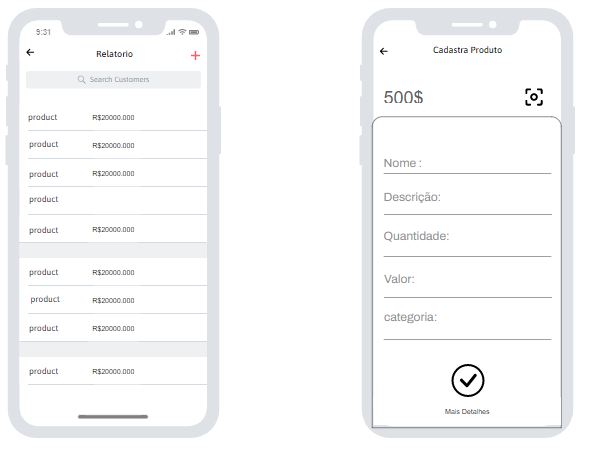 9:31
Relatorio
Search Customers
product R$20000.000
product R$20000.000
product R$20000.000
product
product R$20000.000
product R$20000.000
product R$20000.000
product R$20000.000
product R$20000.000
Cadastra Produto
500$
Nome :
Descrição:
Quantidade:
Valor:
categoria:
Mais Detalhes